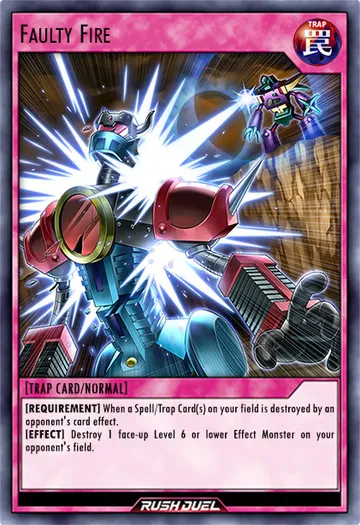 FAULTY FIRE
TRAP
罠
[TRAP CARD/NORMAL]
[REQUIREMENT] When a Spell/Trap Card(s) on your field is destroyed by an
opponent's card effect.
[EFFECT] Destroy 1 face-up Level 6 or lower Effect Monster on your
opponent's field.
RUSH DUEL